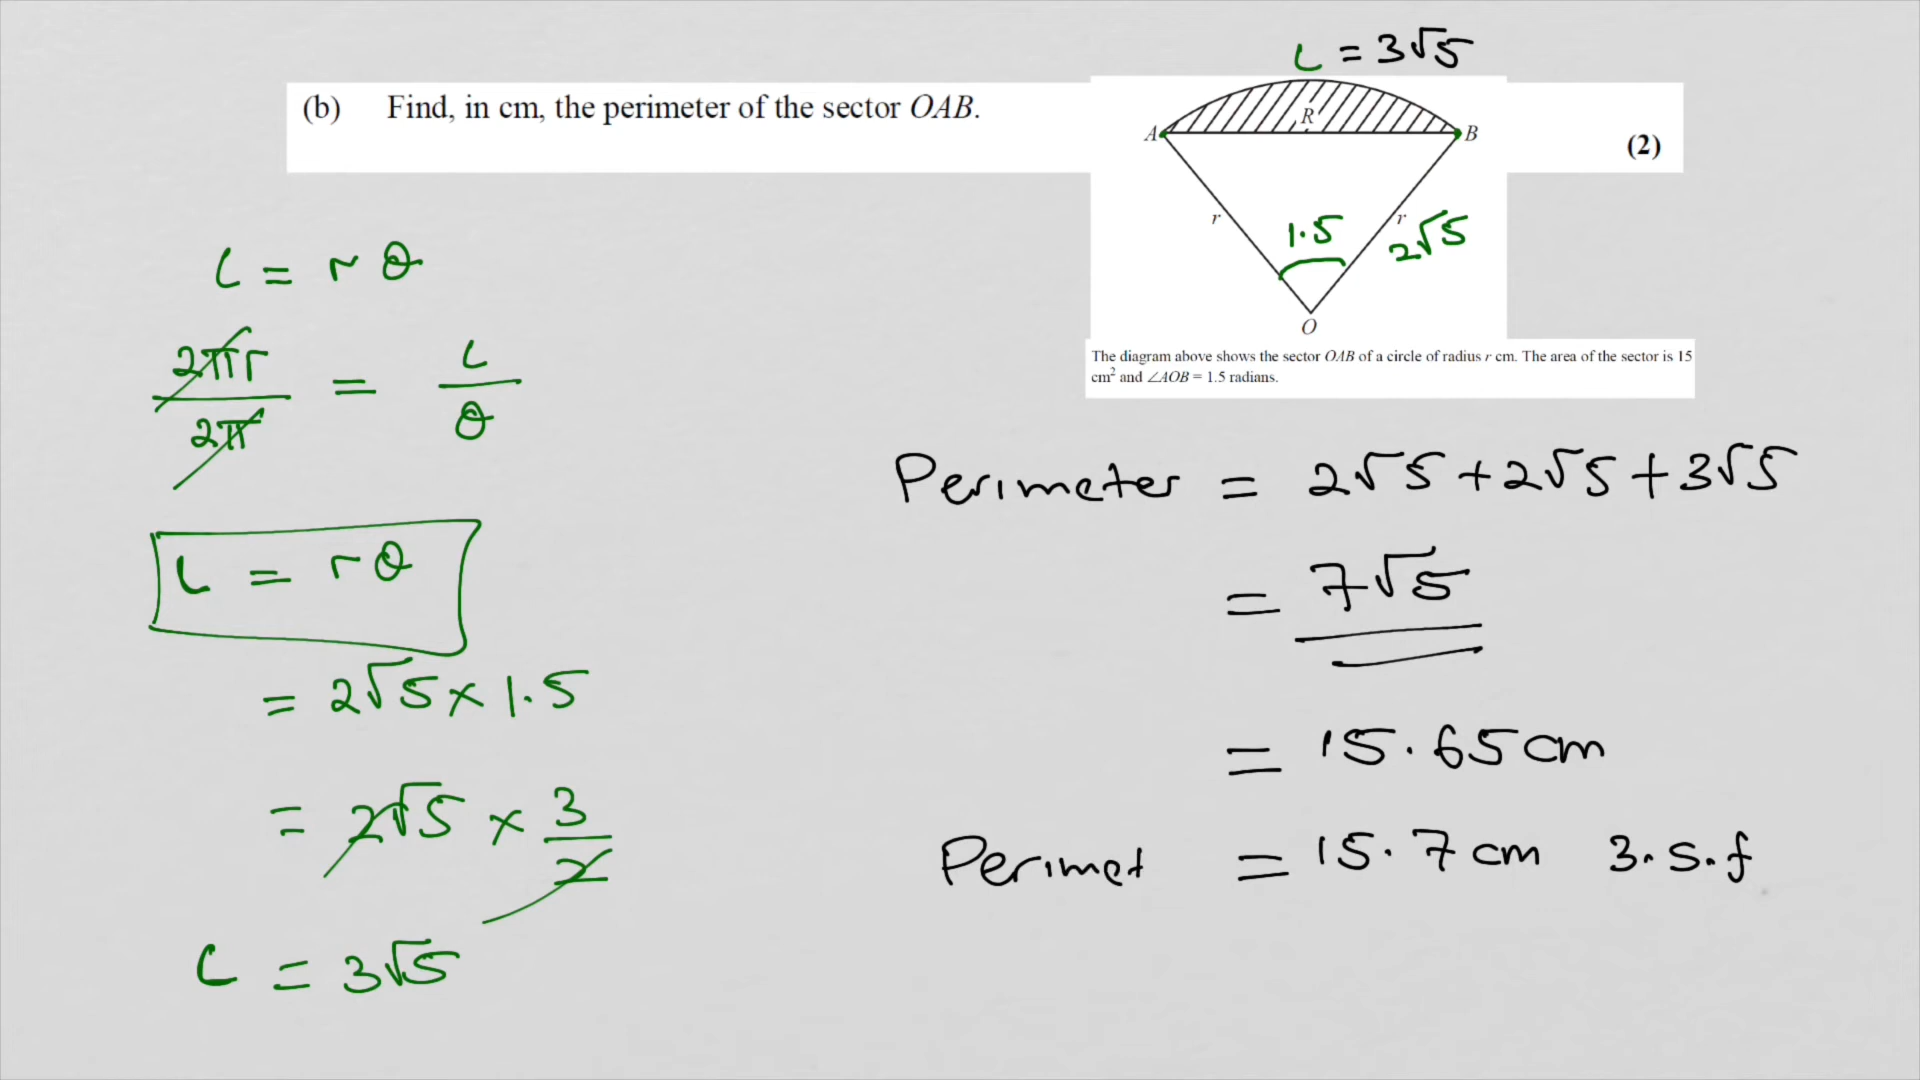 L = 3√5
(b) Find, in cm, the perimeter of the sector OAB.
(2)
R
A
B
r
r
1.5
2√5
O
The diagram above shows the sector OAB of a circle of radius r cm. The area of the sector is 15
cm² and ∠AOB = 1.5 radians.
L = rθ
2πr/2π = L/θ
L = rθ
= 2√5 × 1.5
= 2√5 × 3/2
L = 3√5
Perimeter = 2√5 + 2√5 + 3√5
= 7√5
= 15.65 cm
Perimet = 15.7 cm 3.s.f